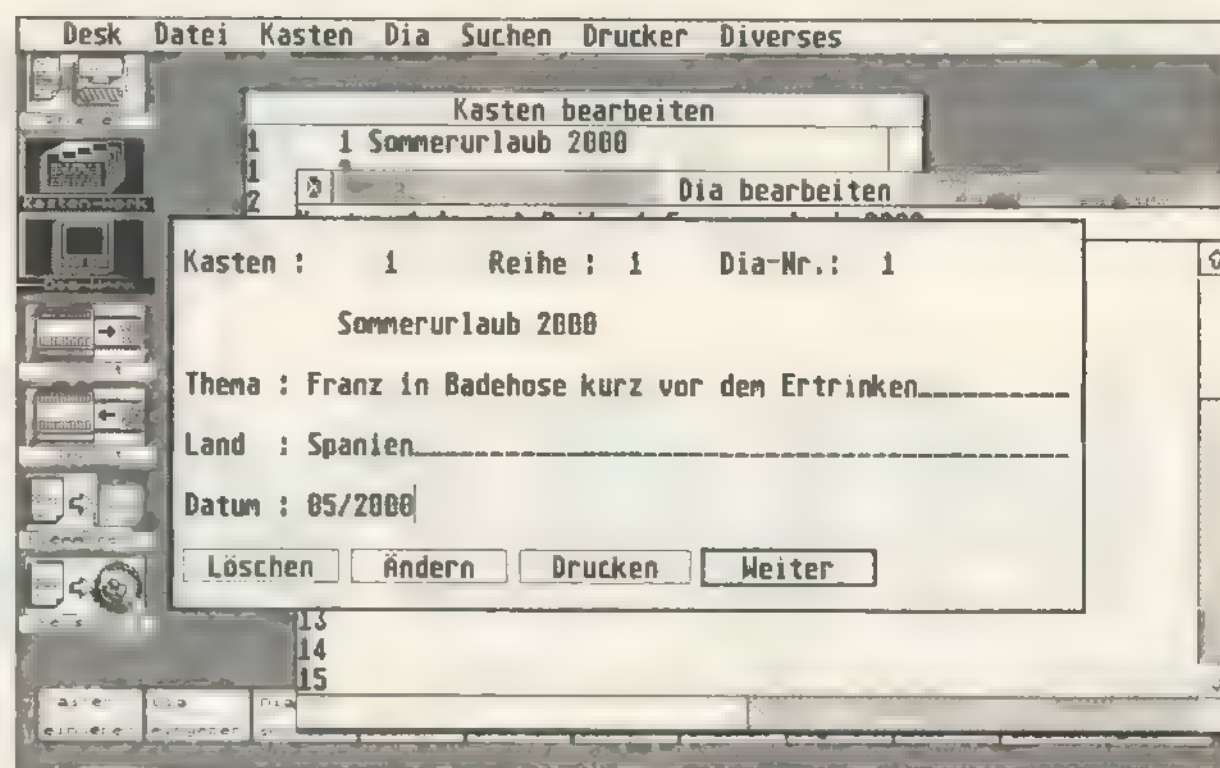 Desk Datei Kasten Dia Suchen Drucker Diverses
Kasten bearbeiten
1 1 Sommerurlaub 2000
1
2
Dia bearbeiten
Kasten : 1 Reihe : 1 Dia-Nr.: 1
Sommerurlaub 2000
Thema : Franz in Badehose kurz vor dem Ertrinken
Land : Spanien
Datum : 05/2000
Löschen Ändern Drucken Weiter
13
14
15